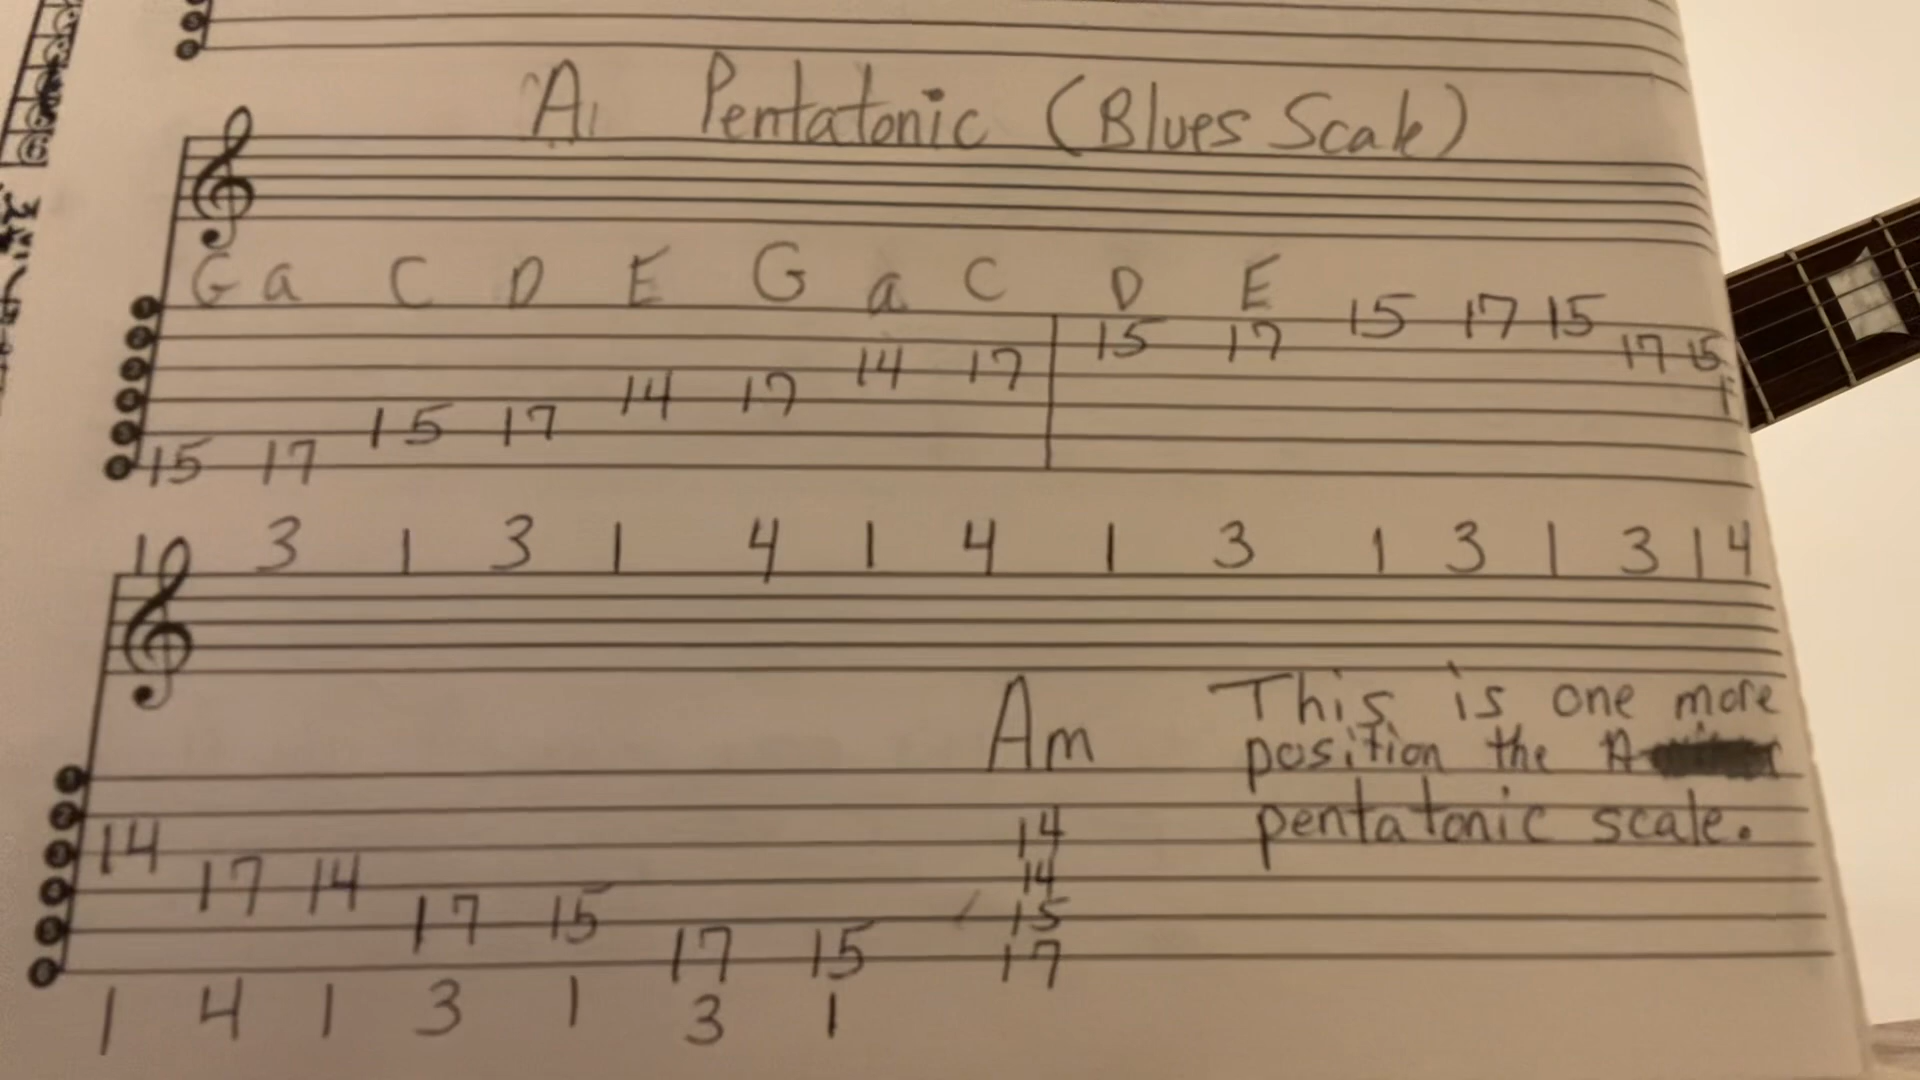 A Pentatonic (Blues Scale)
G a C D E G a C D E
15 17 15
15 17 17 15
14 17
14 17
15 17
15 17
1 3 1 3 1 4 1 4 1 3 1 3 1 3 1 4
Am This is one more
position the A
pentatonic scale.
14 14
17 14 14
17 15 15
17 15 17
1 4 1 3 1 3 1